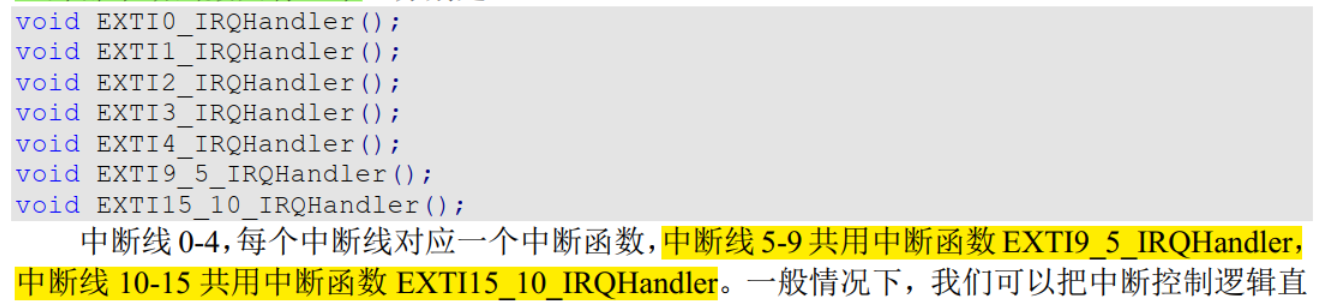 void EXTI0_IRQHandler();
void EXTI1_IRQHandler();
void EXTI2_IRQHandler();
void EXTI3_IRQHandler();
void EXTI4_IRQHandler();
void EXTI9_5_IRQHandler();
void EXTI15_10_IRQHandler();
中断线 0-4，每个中断线对应一个中断函数，中断线 5-9 共用中断函数 EXTI9_5_IRQHandler，
中断线 10-15 共用中断函数 EXTI15_10_IRQHandler。一般情况下，我们可以把中断控制逻辑直